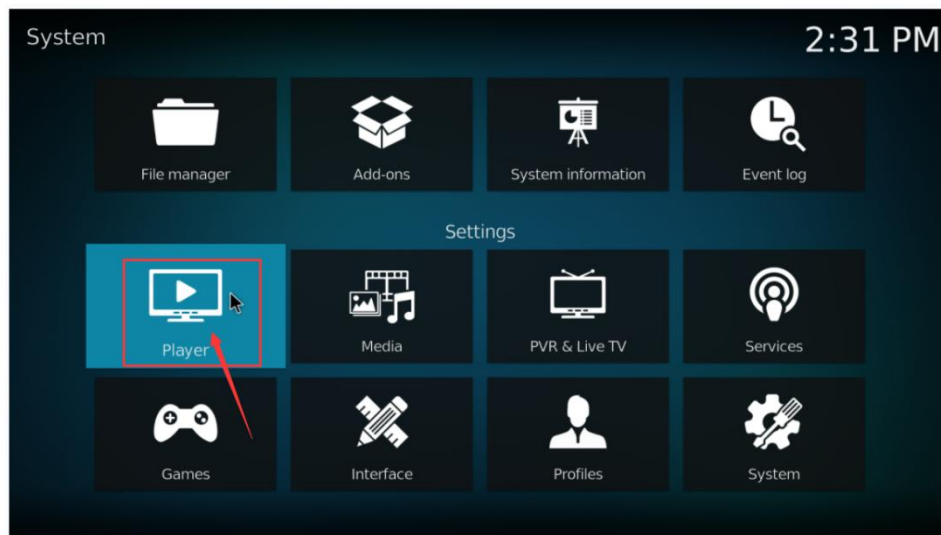 System
2:31 PM
File manager
Add-ons
System information
Event log
Settings
Player
Media
PVR & Live TV
Services
Games
Interface
Profiles
System